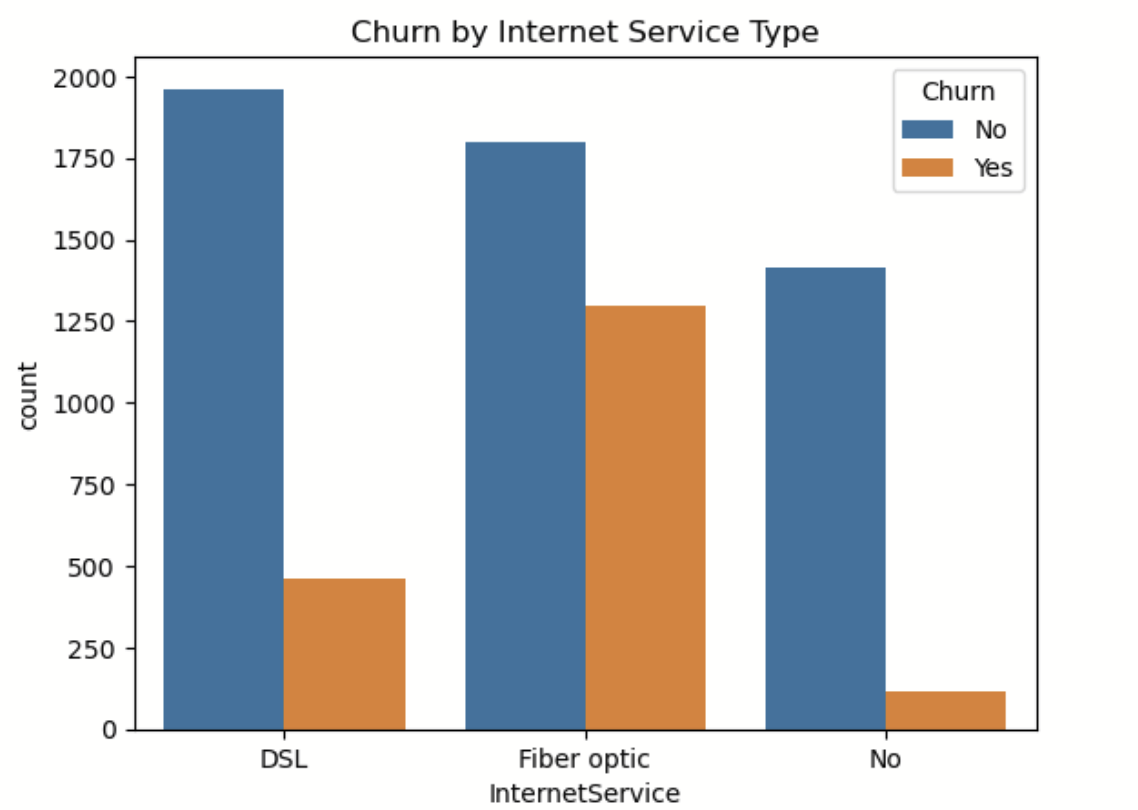 Churn by Internet Service Type
Churn
No
Yes
count
2000
1750
1500
1250
1000
750
500
250
0
DSL
Fiber optic
No
InternetService